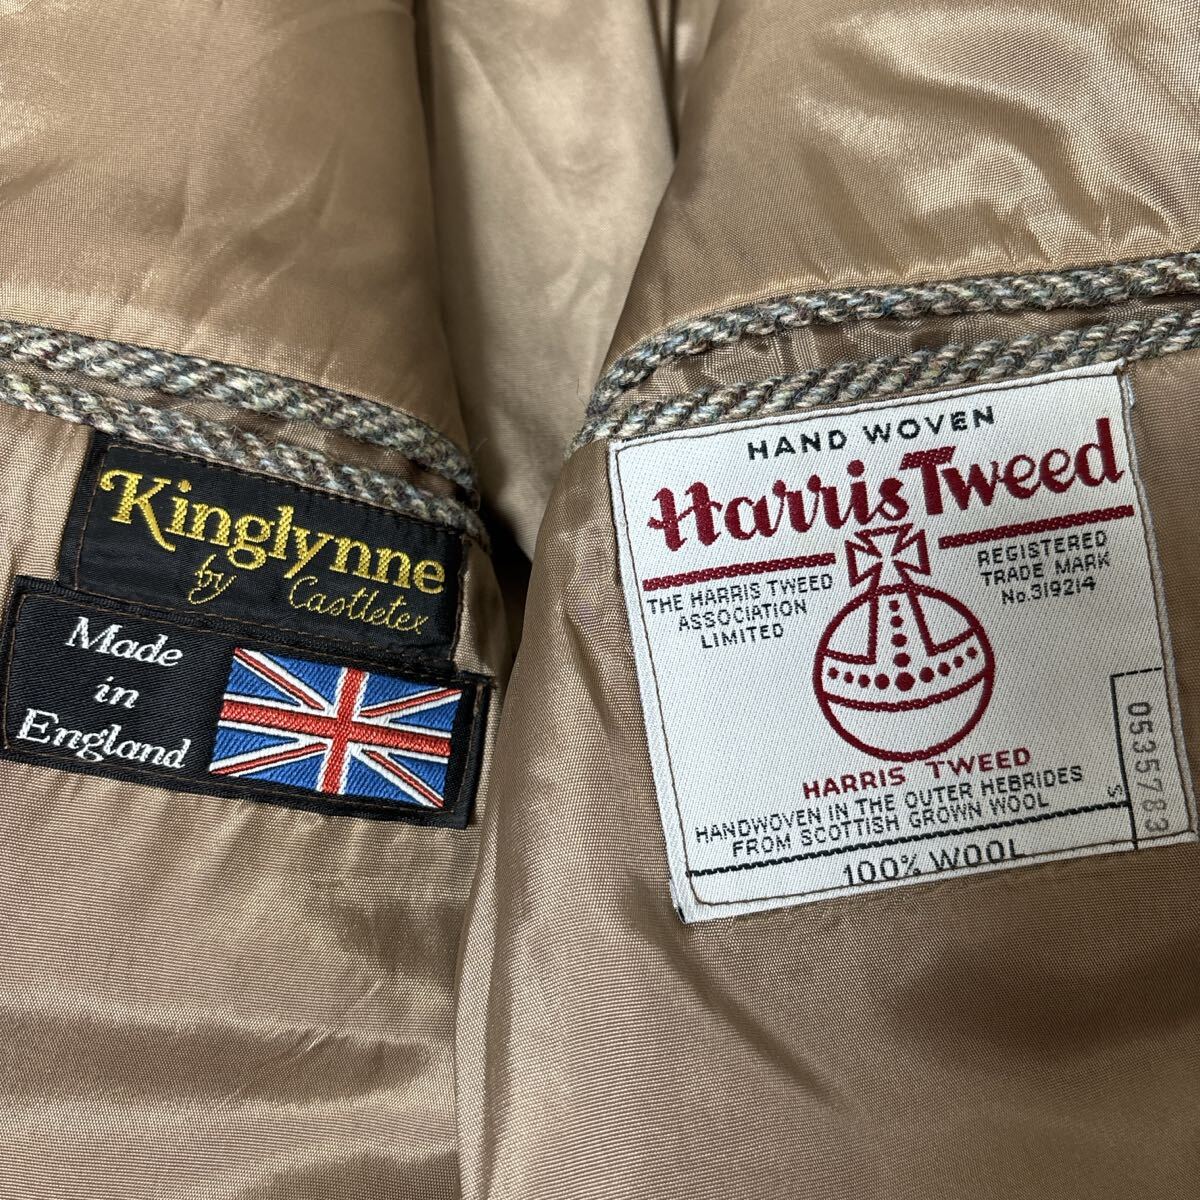 Kinglynne
by Castletex
Made
in
England
HAND WOVEN
Harris Tweed
THE HARRIS TWEED
ASSOCIATION
LIMITED
REGISTERED
TRADE MARK
No.319214
HARRIS TWEED
HANDWOVEN IN THE OUTER HEBRIDES
FROM SCOTTISH GROWN WOOL
100% WOOL
S
0535783